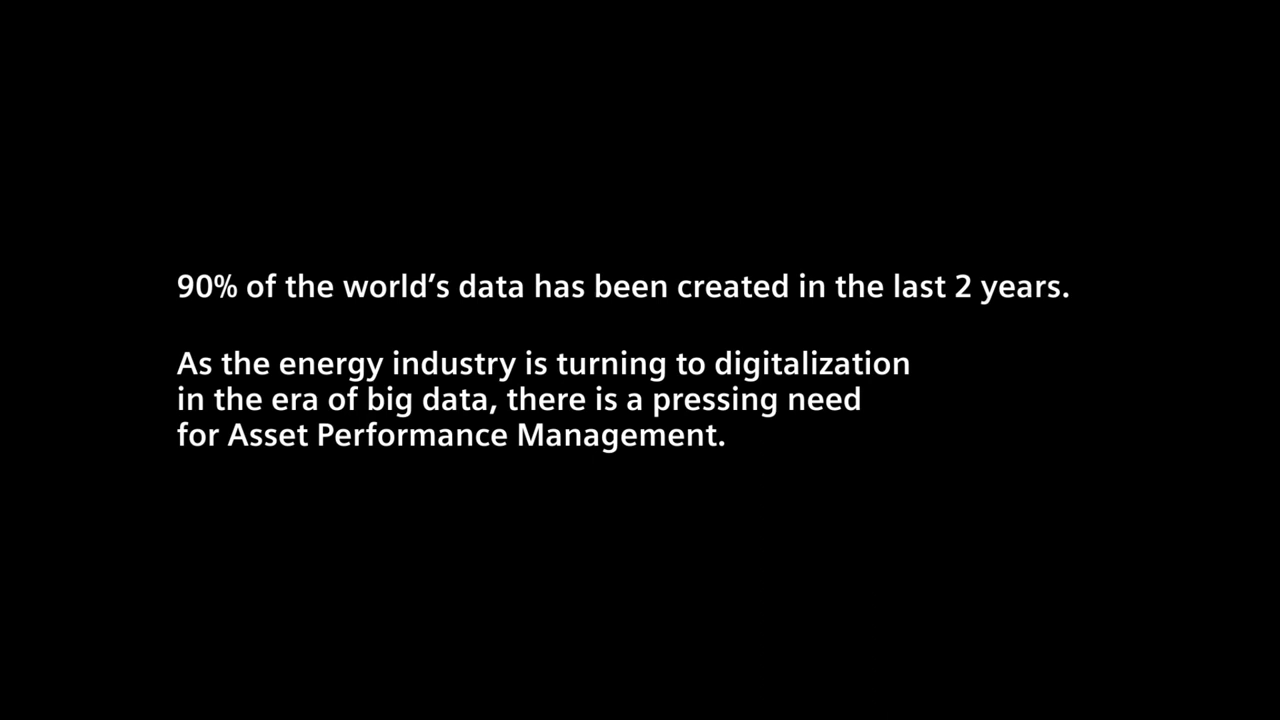 90% of the world’s data has been created in the last 2 years.
As the energy industry is turning to digitalization
in the era of big data, there is a pressing need
for Asset Performance Management.